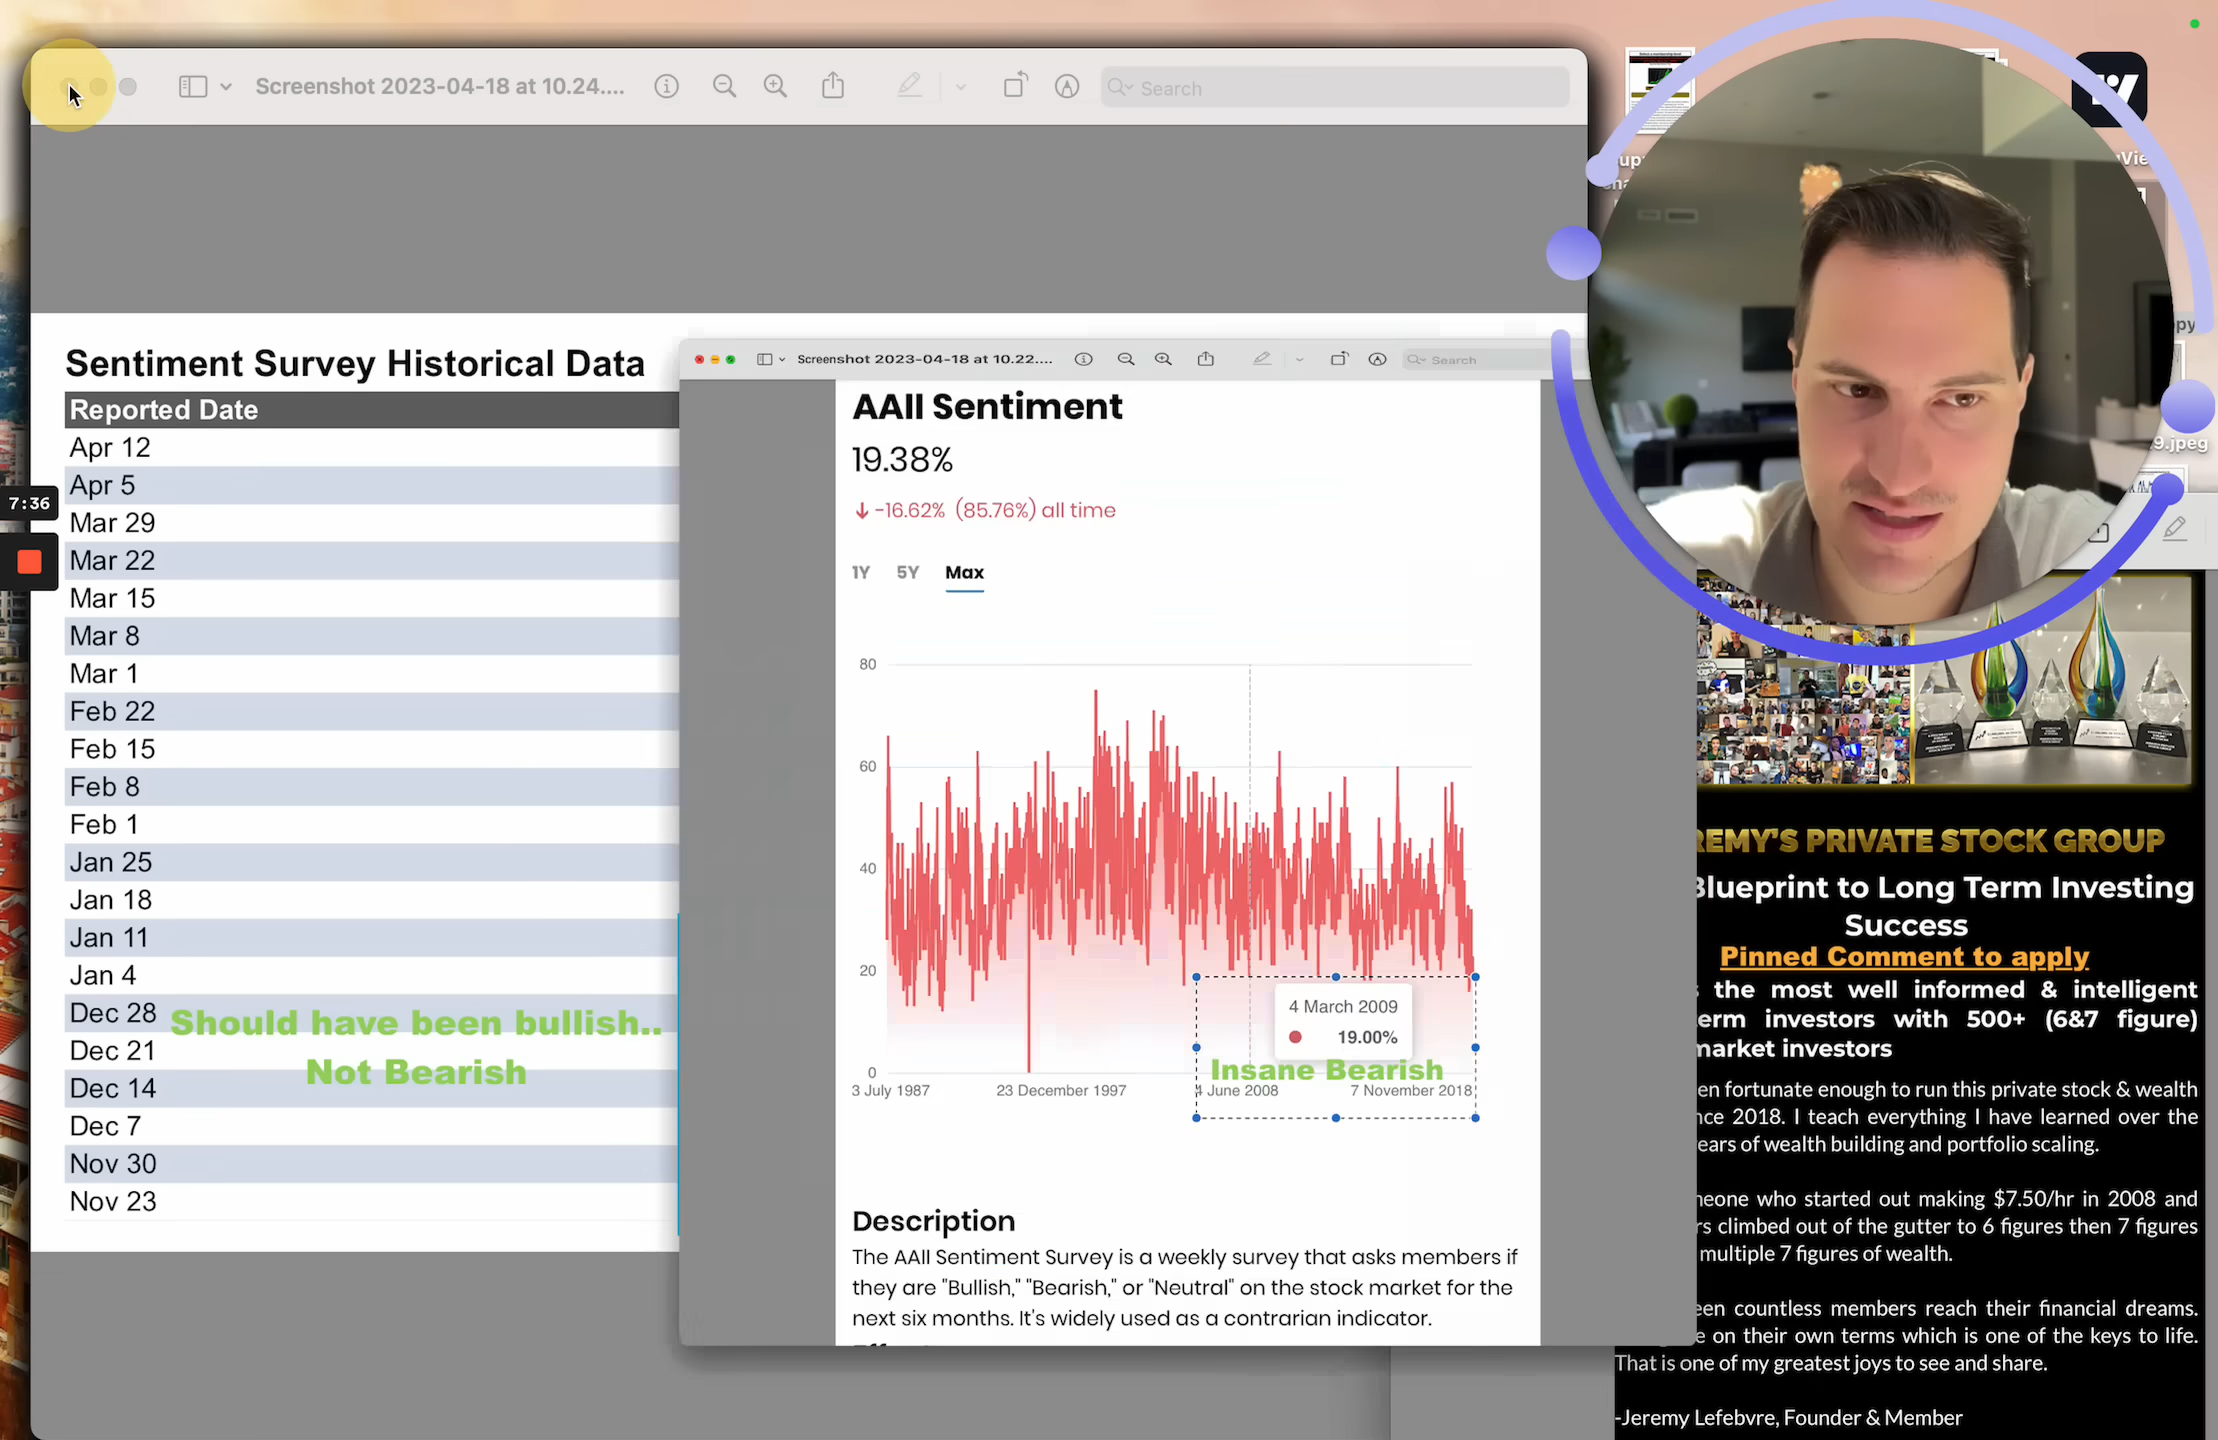 Screenshot 2023-04-18 at 10.24....
Search
Sentiment Survey Historical Data
Reported Date
Apr 12
Apr 5
Mar 29
Mar 22
Mar 15
Mar 8
Mar 1
Feb 22
Feb 15
Feb 8
Feb 1
Jan 25
Jan 18
Jan 11
Jan 4
Dec 28
Dec 21
Dec 14
Dec 7
Nov 30
Nov 23
Should have been bullish..
Not Bearish
7:36
Screenshot 2023-04-18 at 10.22....
Search
AAII Sentiment
19.38%
-16.62% (85.76%) all time
1Y 5Y Max
80
60
40
20
0
4 March 2009
19.00%
Insane Bearish
3 July 1987 23 December 1997 4 June 2008 7 November 2018
Description
The AAII Sentiment Survey is a weekly survey that asks members if
they are "Bullish," "Bearish," or "Neutral" on the stock market for the
next six months. It's widely used as a contrarian indicator.
9.jpeg
REMY'S PRIVATE STOCK GROUP
Blueprint to Long Term Investing
Success
Pinned Comment to apply
the most well informed & intelligent
erm investors with 500+ (6&7 figure)
market investors
en fortunate enough to run this private stock & wealth
nce 2018. I teach everything I have learned over the
ears of wealth building and portfolio scaling.
meone who started out making $7.50/hr in 2008 and
rs climbed out of the gutter to 6 figures then 7 figures
multiple 7 figures of wealth.
een countless members reach their financial dreams.
e on their own terms which is one of the keys to life.
That is one of my greatest joys to see and share.
-Jeremy Lefebvre, Founder & Member